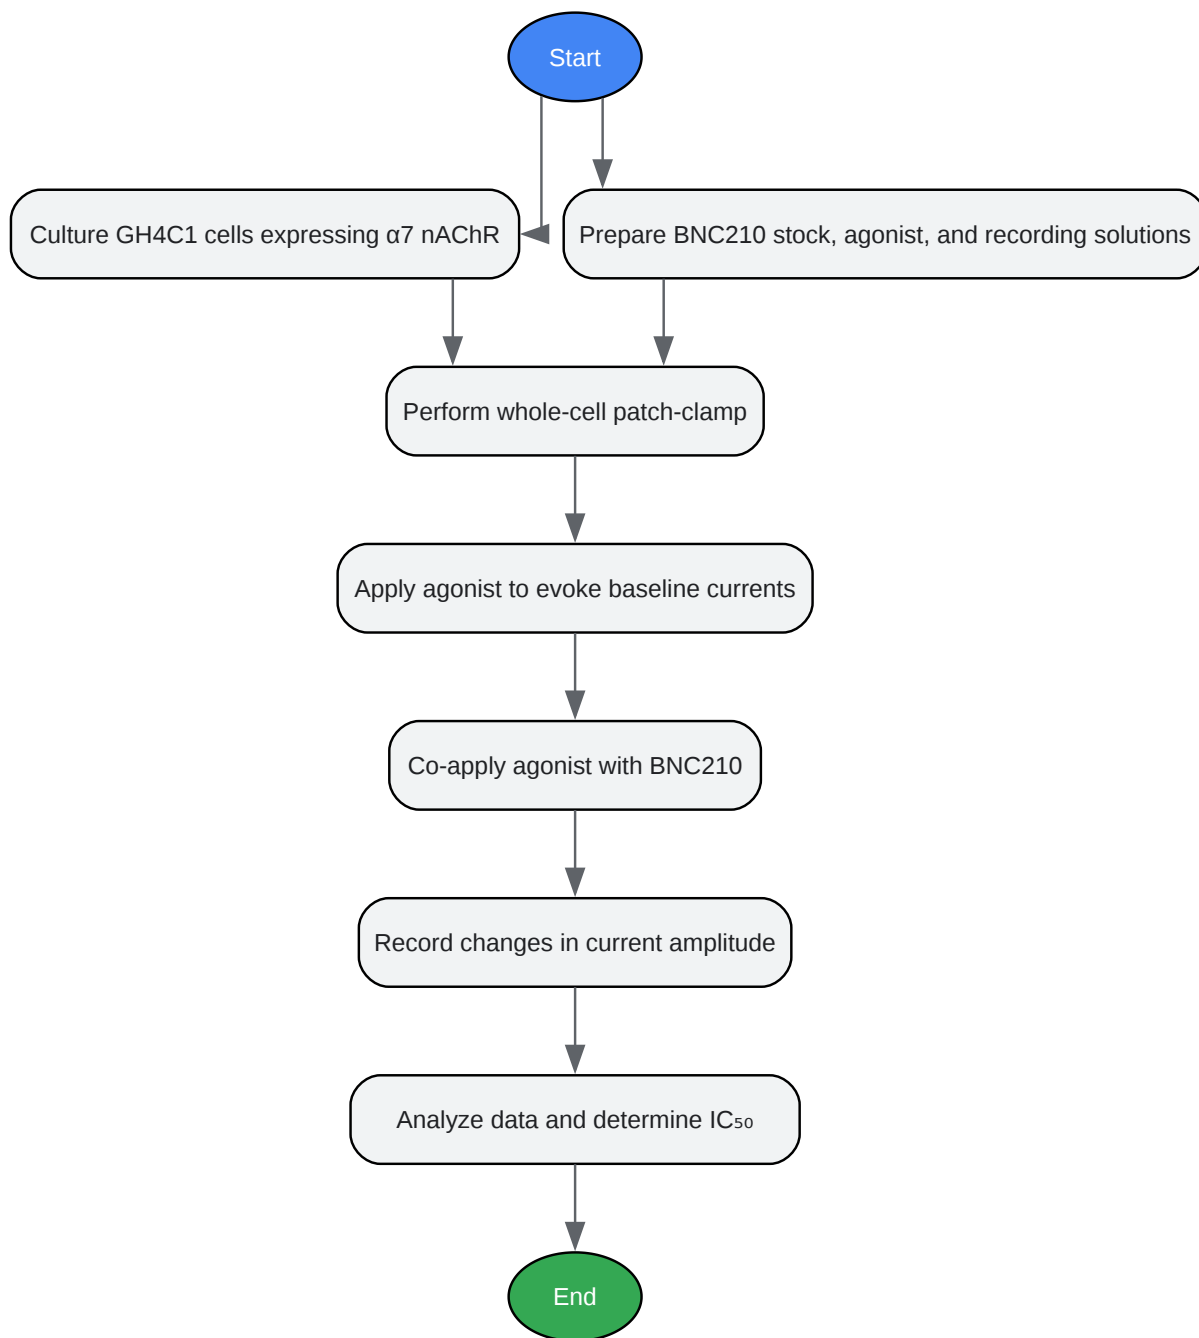 Start
Culture GH4C1 cells expressing α7 nAChR
Prepare BNC210 stock, agonist, and recording solutions
Perform whole-cell patch-clamp
Apply agonist to evoke baseline currents
Co-apply agonist with BNC210
Record changes in current amplitude
Analyze data and determine IC₅₀
End